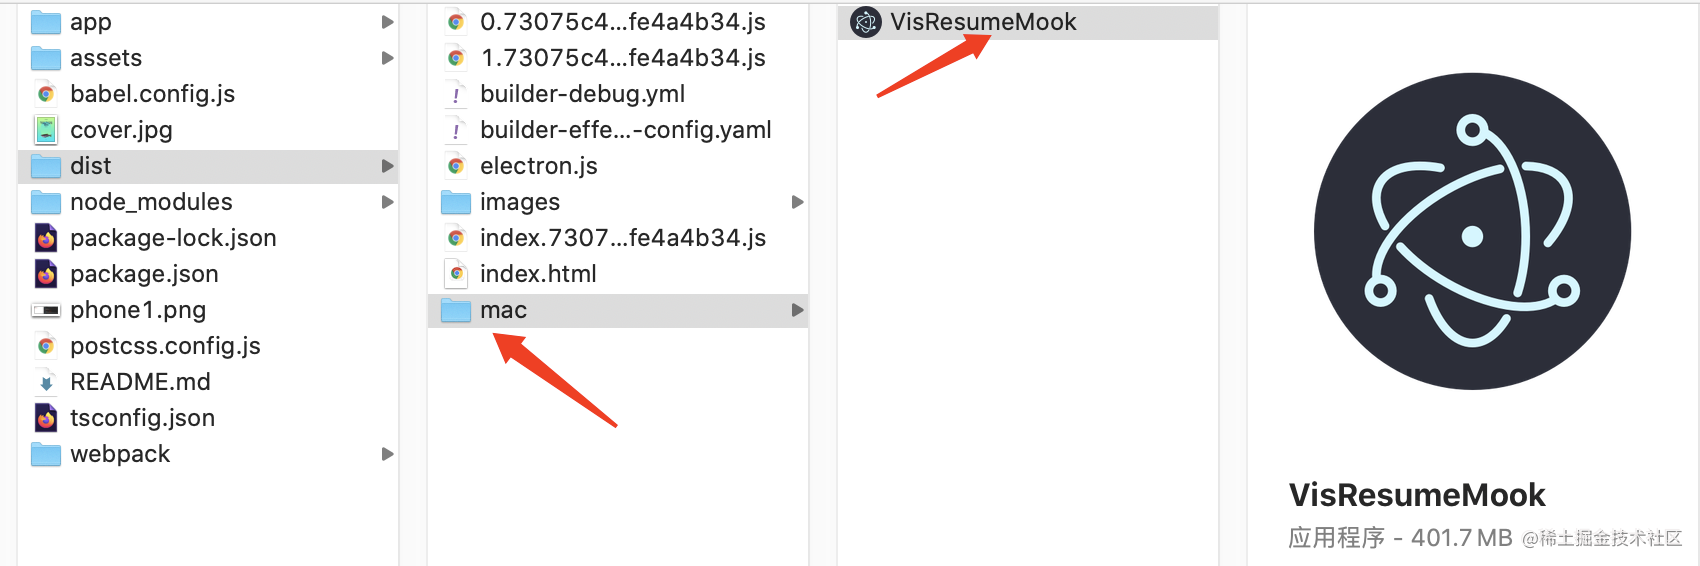 app
assets
babel.config.js
cover.jpg
dist
node_modules
package-lock.json
package.json
phone1.png
postcss.config.js
README.md
tsconfig.json
webpack
0.73075c4...fe4a4b34.js
1.73075c4...fe4a4b34.js
builder-debug.yml
builder-effe...-config.yaml
electron.js
images
index.7307...fe4a4b34.js
index.html
mac
VisResumeMook
VisResumeMook
应用程序 - 401.7 MB
@稀土掘金技术社区